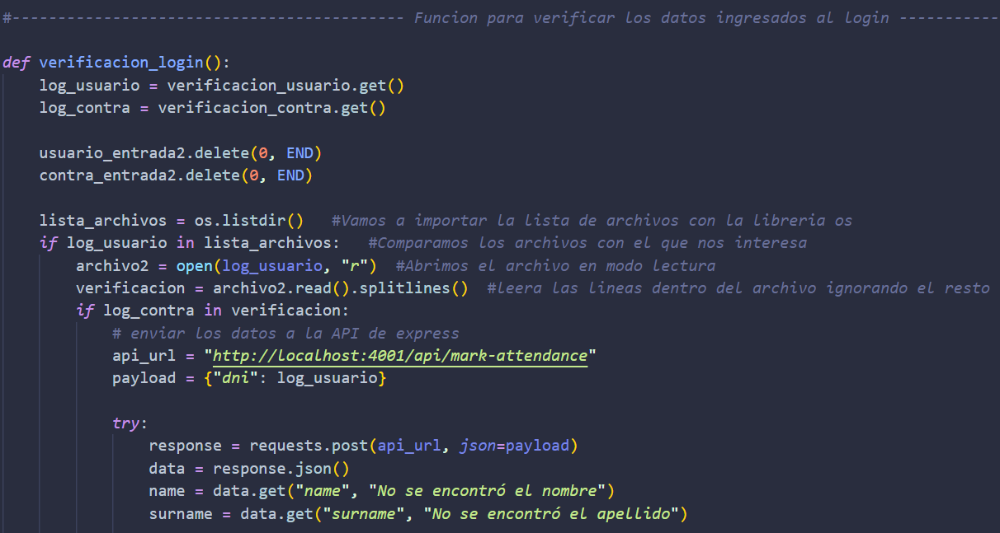 #------------------------------------------- Funcion para verificar los datos ingresados al login -----------
def verificacion_login():
    log_usuario = verificacion_usuario.get()
    log_contra = verificacion_contra.get()
    usuario_entrada2.delete(0, END)
    contra_entrada2.delete(0, END)
    lista_archivos = os.listdir()   #Vamos a importar la lista de archivos con la libreria os
    if log_usuario in lista_archivos:   #Comparamos los archivos con el que nos interesa
        archivo2 = open(log_usuario, "r")  #Abrimos el archivo en modo lectura
        verificacion = archivo2.read().splitlines()  #leera las lineas dentro del archivo ignorando el resto
        if log_contra in verificacion:
            # enviar los datos a la API de express
            api_url = "http://localhost:4001/api/mark-attendance"
            payload = {"dni": log_usuario}
            try:
                response = requests.post(api_url, json=payload)
                data = response.json()
                name = data.get("name", "No se encontró el nombre")
                surname = data.get("surname", "No se encontró el apellido")